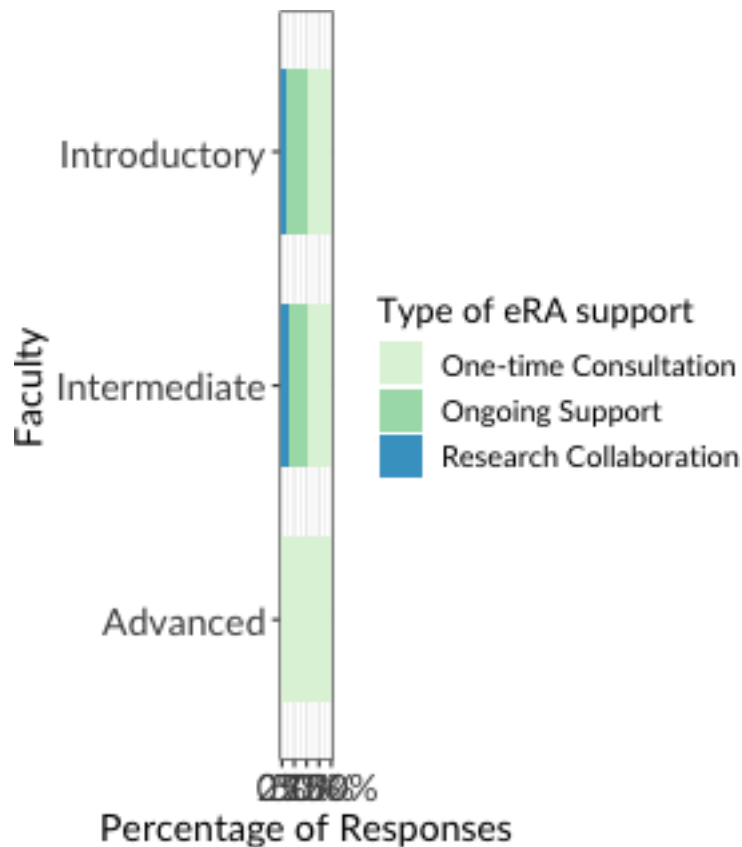 Introductory
Intermediate
Advanced
Faculty
Type of eRA support
One-time Consultation
Ongoing Support
Research Collaboration
Percentage of Responses